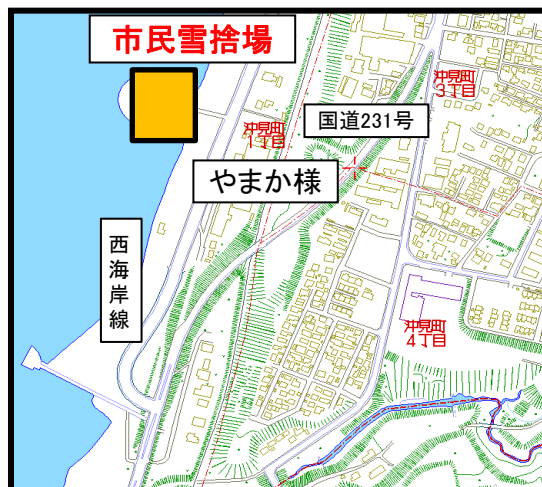 市民雪捨場
沖見町
3丁目
国道231号
沖見町
1丁目
やまか様
西海岸線
沖見町
4丁目